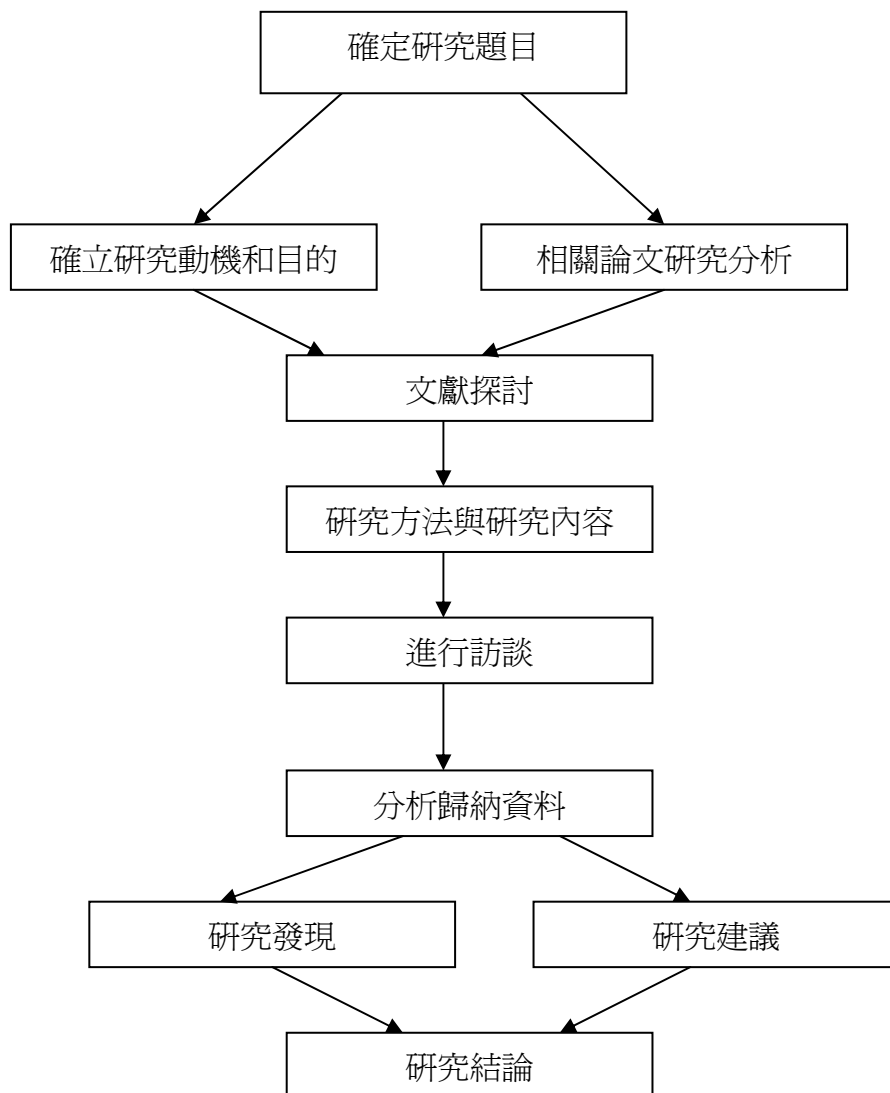 確定研究題目
確立研究動機和目的
相關論文研究分析
文獻探討
研究方法與研究內容
進行訪談
分析歸納資料
研究發現
研究建議
研究結論